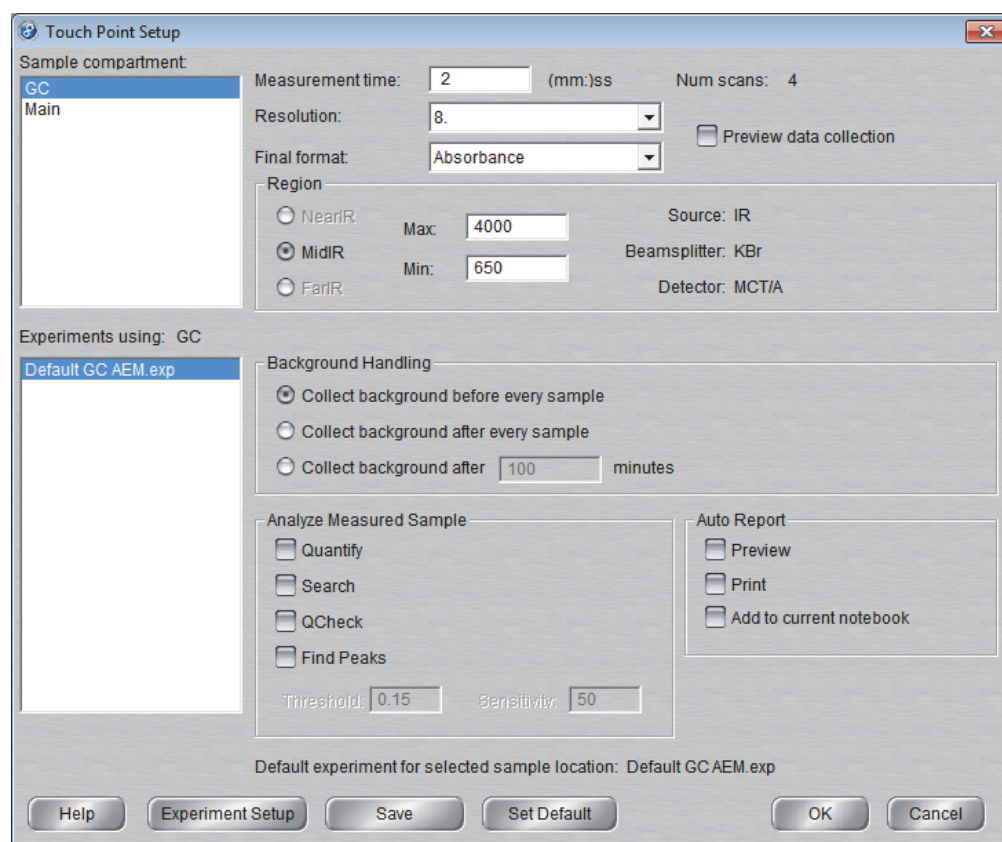 Touch Point Setup
Sample compartment:
GC
Main
Measurement time: 2 (mm:)ss Num scans: 4
Resolution: 8.
Preview data collection
Final format: Absorbance
Region
NearIR
MidIR
FarIR
Max: 4000
Min: 650
Source: IR
Beamsplitter: KBr
Detector: MCT/A
Experiments using: GC
Default GC AEM.exp
Background Handling
Collect background before every sample
Collect background after every sample
Collect background after 100 minutes
Analyze Measured Sample
Quantify
Search
QCheck
Find Peaks
Threshold: 0.15 Sensitivity: 50
Auto Report
Preview
Print
Add to current notebook
Default experiment for selected sample location: Default GC AEM.exp
Help Experiment Setup Save Set Default OK Cancel